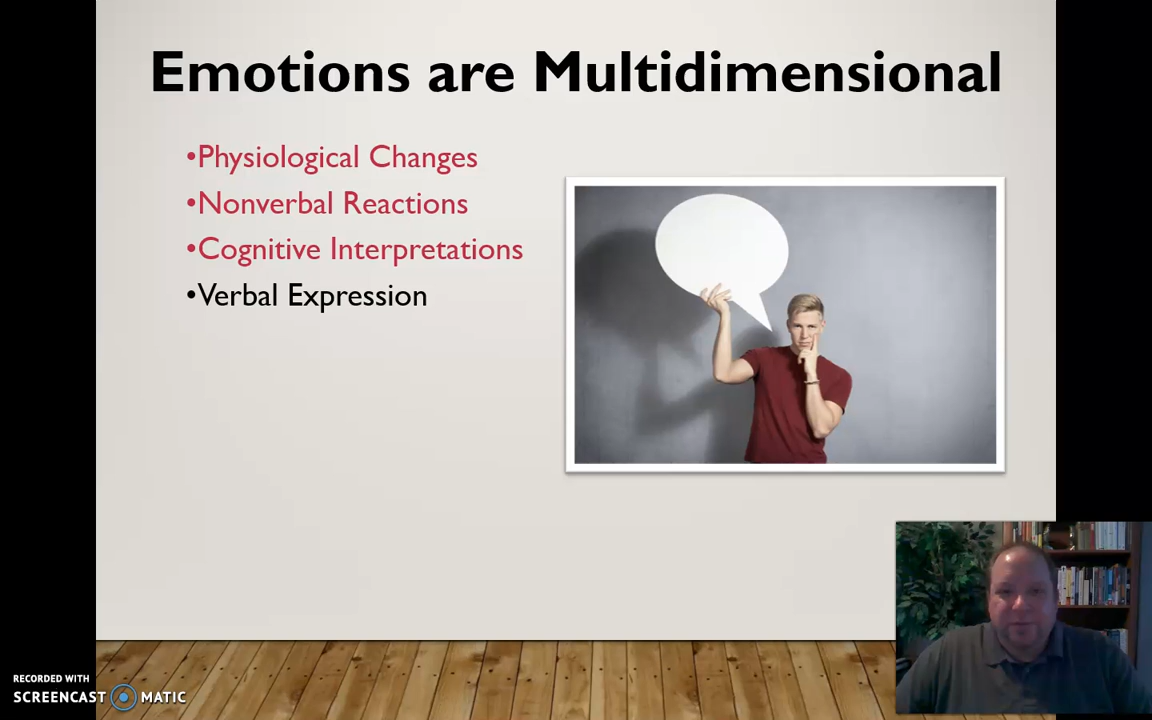 Emotions are Multidimensional
•Physiological Changes
•Nonverbal Reactions
•Cognitive Interpretations
•Verbal Expression
RECORDED WITH
SCREENCAST MATIC